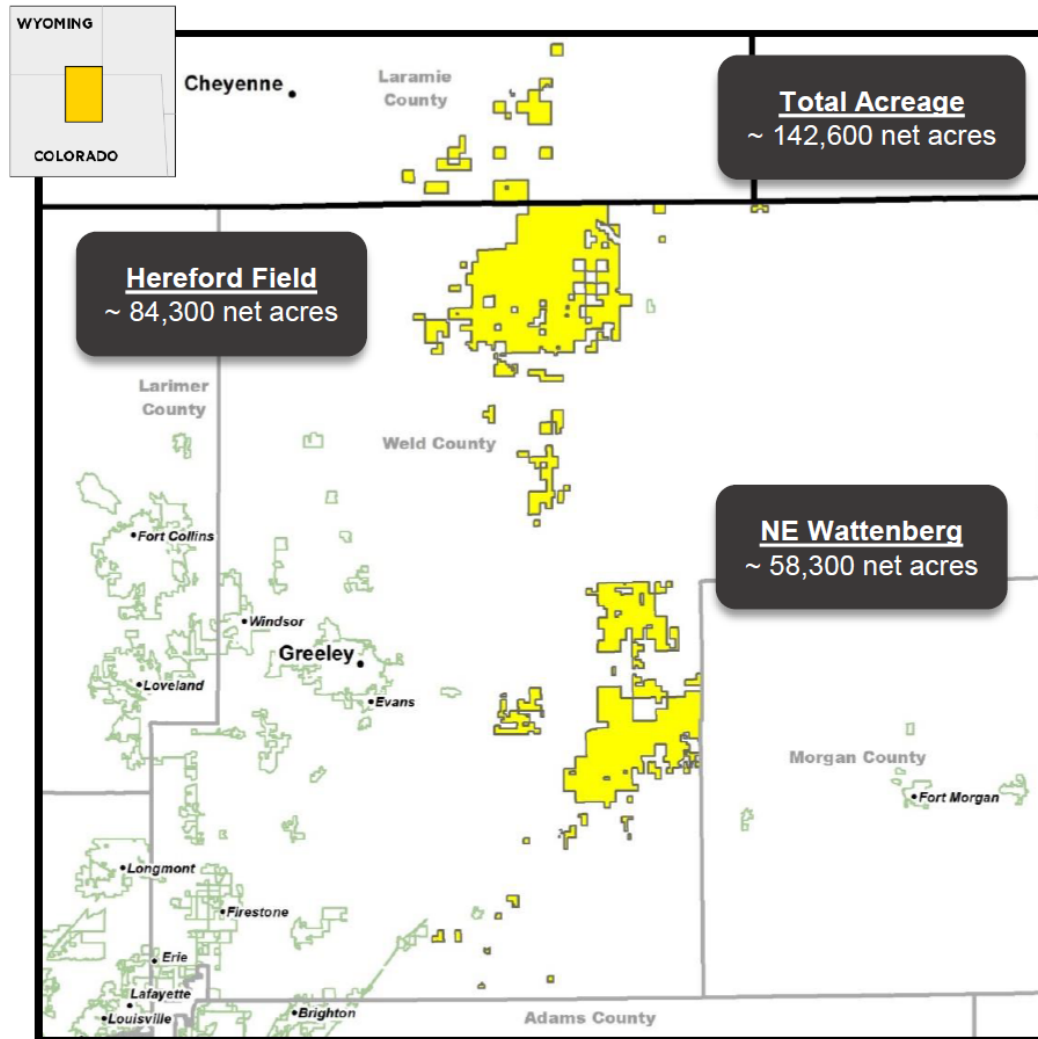 WYOMING
COLORADO
Cheyenne
Laramie
County
Total Acreage
~ 142,600 net acres
Hereford Field
~ 84,300 net acres
Larimer
County
Weld County
NE Wattenberg
~ 58,300 net acres
Fort Collins
Windsor
Greeley
Loveland
Evans
Morgan County
Fort Morgan
Longmont
Firestone
Erie
Lafayette
Louisville
Brighton
Adams County